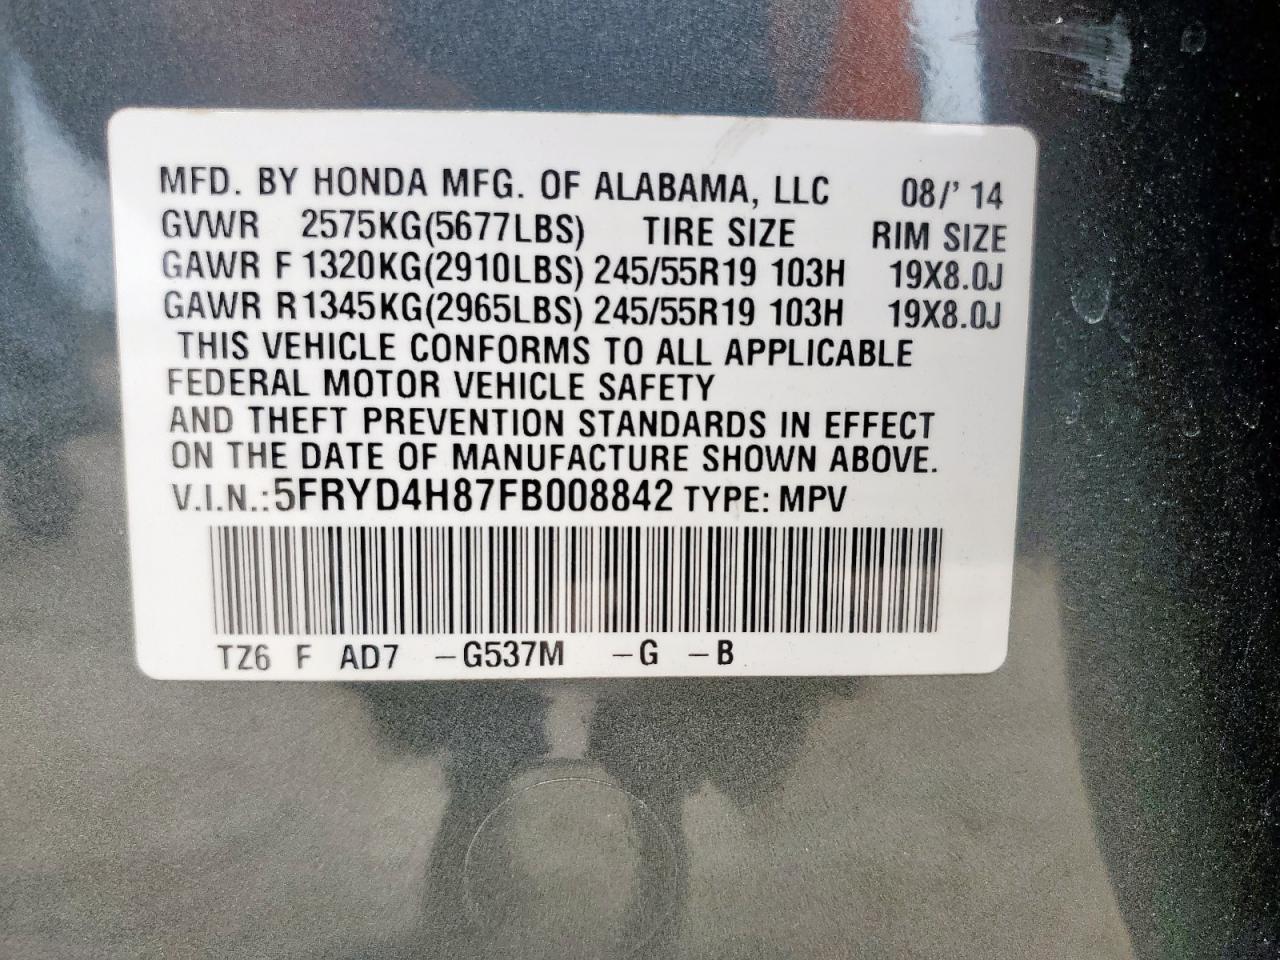 MFD. BY HONDA MFG. OF ALABAMA, LLC 08/' 14
GVWR 2575KG(5677LBS) TIRE SIZE RIM SIZE
GAWR F 1320KG(2910LBS) 245/55R19 103H 19X8.0J
GAWR R1345KG(2965LBS) 245/55R19 103H 19X8.0J
THIS VEHICLE CONFORMS TO ALL APPLICABLE
FEDERAL MOTOR VEHICLE SAFETY
AND THEFT PREVENTION STANDARDS IN EFFECT
ON THE DATE OF MANUFACTURE SHOWN ABOVE.
V.I.N.:5FRYD4H87FB008842 TYPE: MPV
TZ6 F AD7 -G537M -G -B